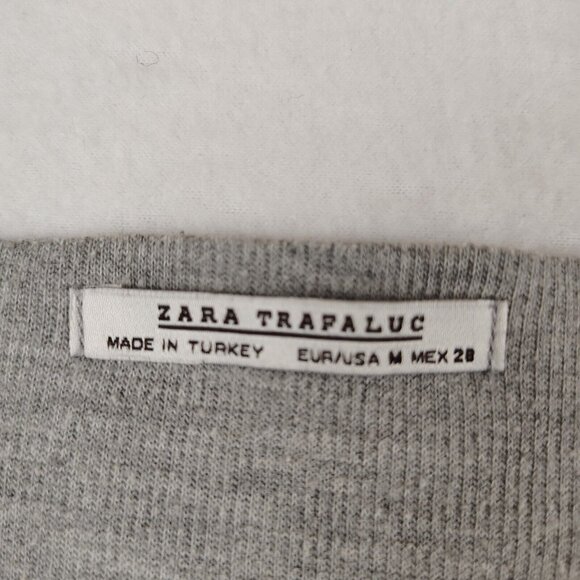 ZARA TRAFALUC
MADE IN TURKEY EUR/USA M MEX 28